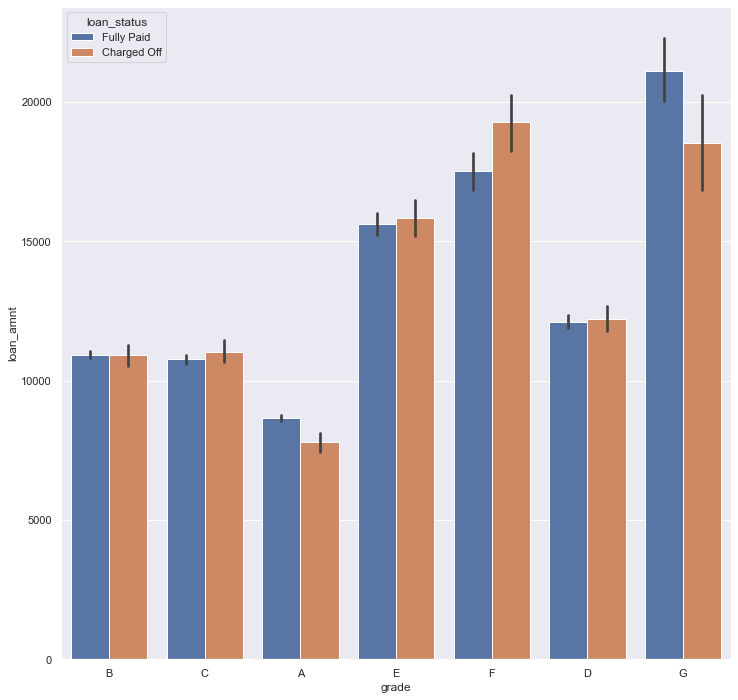 loan_status
Fully Paid
Charged Off
20000
15000
10000
5000
0
loan_amnt
B C A E F D G
grade